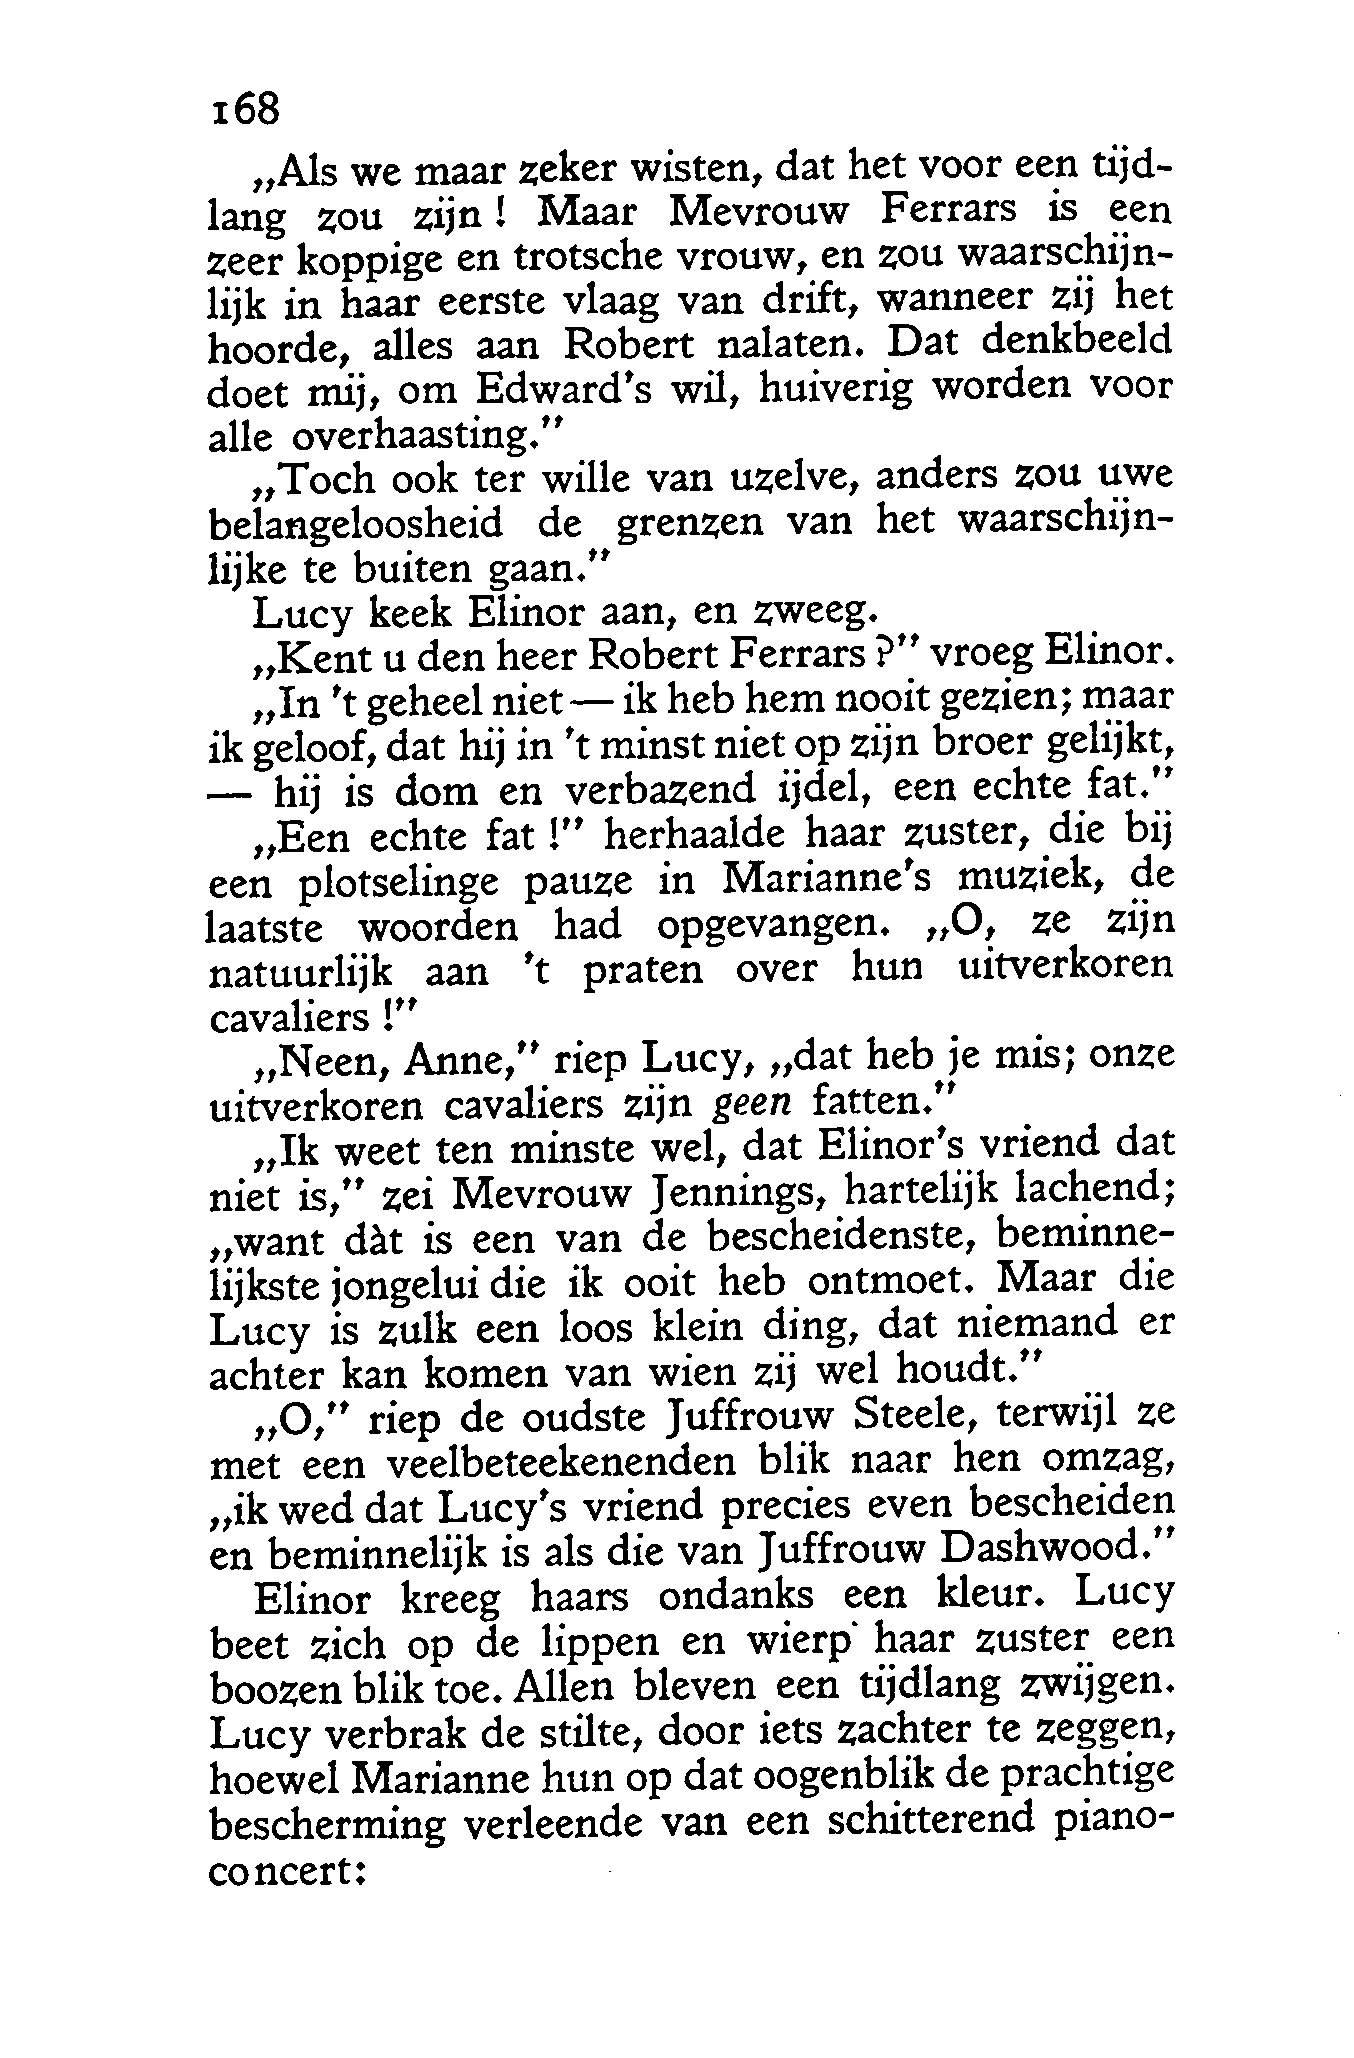 168
„Als we maar zeker wisten, dat het voor een tijd-
lang zou zijn ! Maar Mevrouw Ferrars is een
zeer koppige en trotsche vrouw, en zou waarschijn-
lijk in haar eerste vlaag van drift, wanneer zij het
hoorde, alles aan Robert nalaten. Dat denkbeeld
doet mij, om Edward's wil, huiverig worden voor
alle overhaasting."
„Toch ook ter wille van uzelve, anders zou uwe
belangeloosheid de grenzen van het waarschijn-
lijke te buiten gaan."
Lucy keek Elinor aan, en zweeg.
„Kent u den heer Robert Ferrars ?" vroeg Elinor.
„In 't geheel niet — ik heb hem nooit gezien; maar
ik geloof, dat hij in 't minst niet op zijn broer gelijkt,
— hij is dom en verbazend ijdel, een echte fat."
„Een echte fat !" herhaalde haar zuster, die bij
een plotselinge pauze in Marianne's muziek, de
laatste woorden had opgevangen. „O, ze zijn
natuurlijk aan 't praten over hun uitverkoren
cavaliers !"
„Neen, Anne," riep Lucy, „dat heb je mis; onze
uitverkoren cavaliers zijn geen fatten."
„Ik weet ten minste wel, dat Elinor's vriend dat
niet is," zei Mevrouw Jennings, hartelijk lachend;
„want dàt is een van de bescheidenste, beminne-
lijkste jongelui die ik ooit heb ontmoet. Maar die
Lucy is zulk een loos klein ding, dat niemand er
achter kan komen van wien zij wel houdt."
„O," riep de oudste Juffrouw Steele, terwijl ze
met een veelbeteekenenden blik naar hen omzag,
„ik wed dat Lucy's vriend precies even bescheiden
en beminnelijk is als die van Juffrouw Dashwood."
Elinor kreeg haars ondanks een kleur. Lucy
beet zich op de lippen en wierp haar zuster een
boozen blik toe. Allen bleven een tijdlang zwijgen.
Lucy verbrak de stilte, door iets zachter te zeggen,
hoewel Marianne hun op dat oogenblik de prachtige
bescherming verleende van een schitterend piano-
concert: